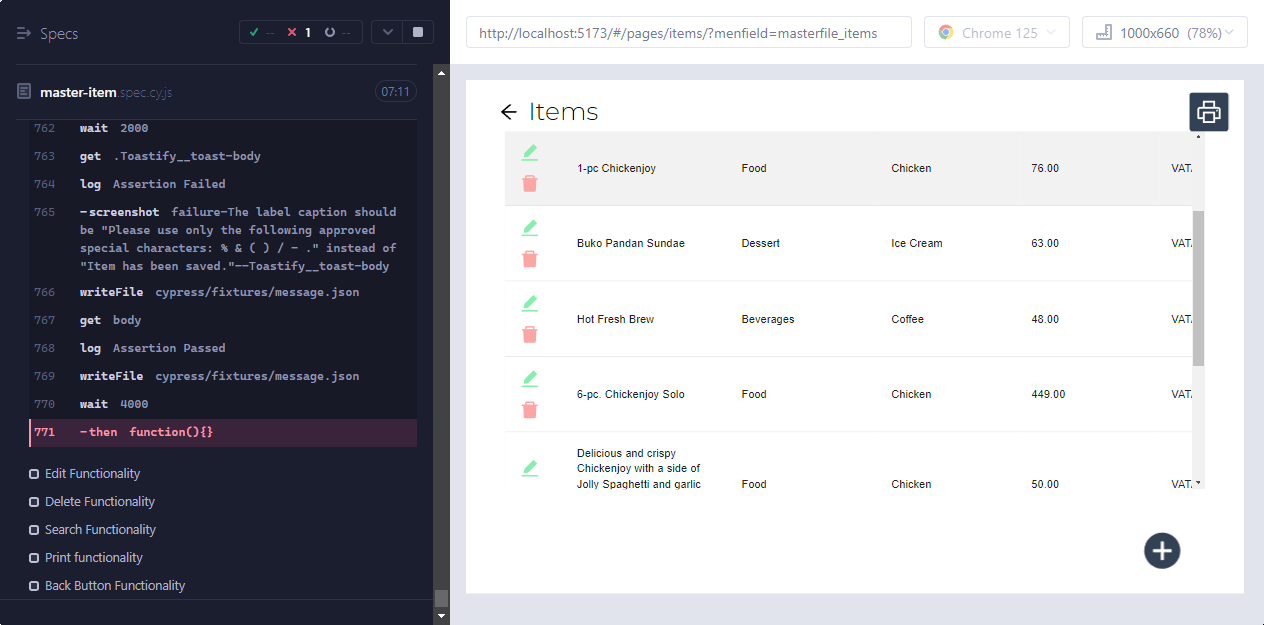 Specs
-- 1 --
master-item.spec.cy.js 07:11
762 wait 2000
763 get .Toastify__toast-body
764 log Assertion Failed
765 -screenshot failure-The label caption should
be "Please use only the following approved
special characters: % & ( ) / - ." instead of
"Item has been saved."--Toastify__toast-body
766 writeFile cypress/fixtures/message.json
767 get body
768 log Assertion Passed
769 writeFile cypress/fixtures/message.json
770 wait 4000
771 -then function(){}
Edit Functionality
Delete Functionality
Search Functionality
Print functionality
Back Button Functionality
http://localhost:5173/#/pages/items/?menfield=masterfile_items
Chrome 125
1000x660 (78%)
Items
1-pc Chickenjoy Food Chicken 76.00 VAT
Buko Pandan Sundae Dessert Ice Cream 63.00 VAT
Hot Fresh Brew Beverages Coffee 48.00 VAT
6-pc. Chickenjoy Solo Food Chicken 449.00 VAT
Delicious and crispy
Chickenjoy with a side of
Jolly Spaghetti and garlic Food Chicken 50.00 VAT